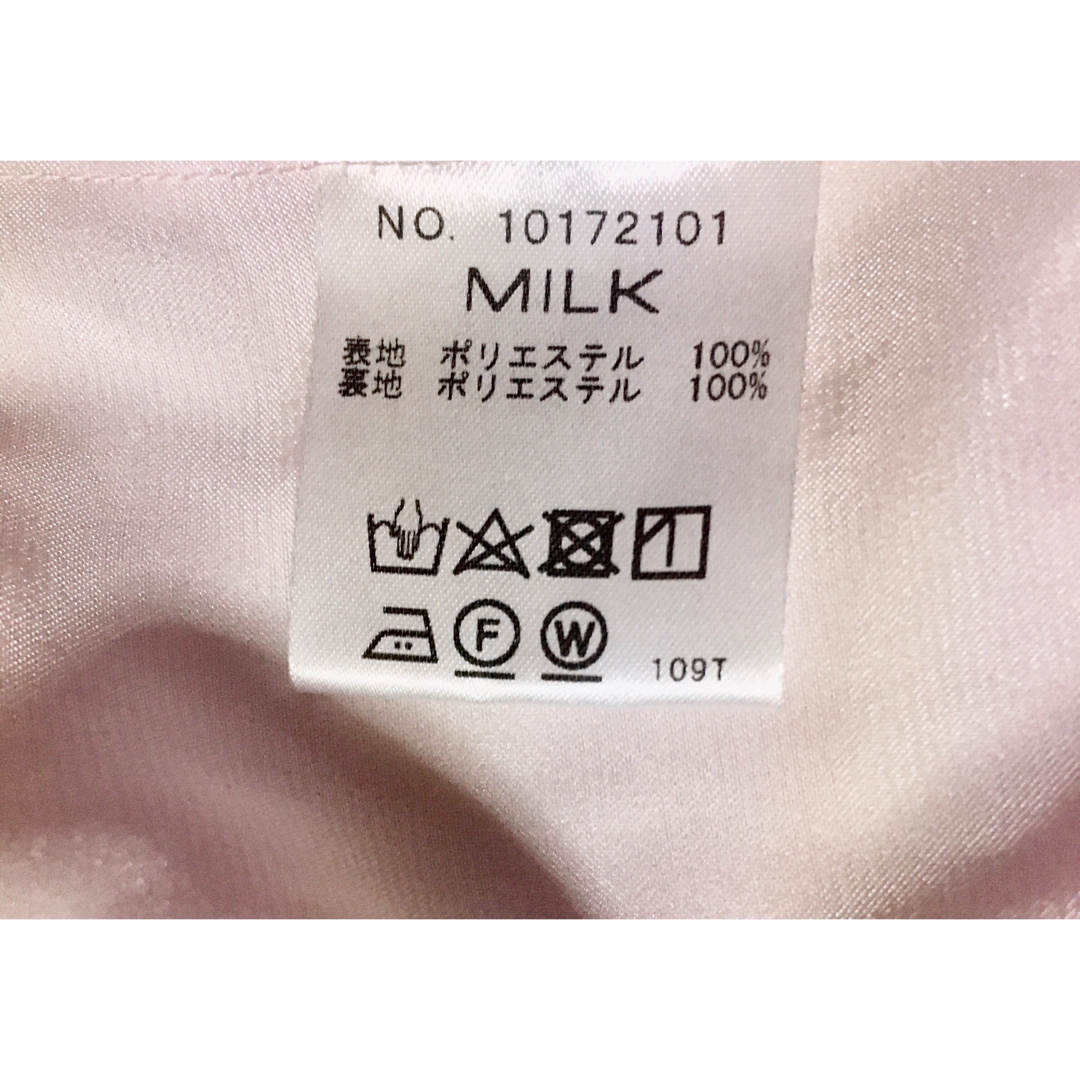 NO. 10172101
MILK
表地 ポリエステル 100%
裏地 ポリエステル 100%
F W 109T